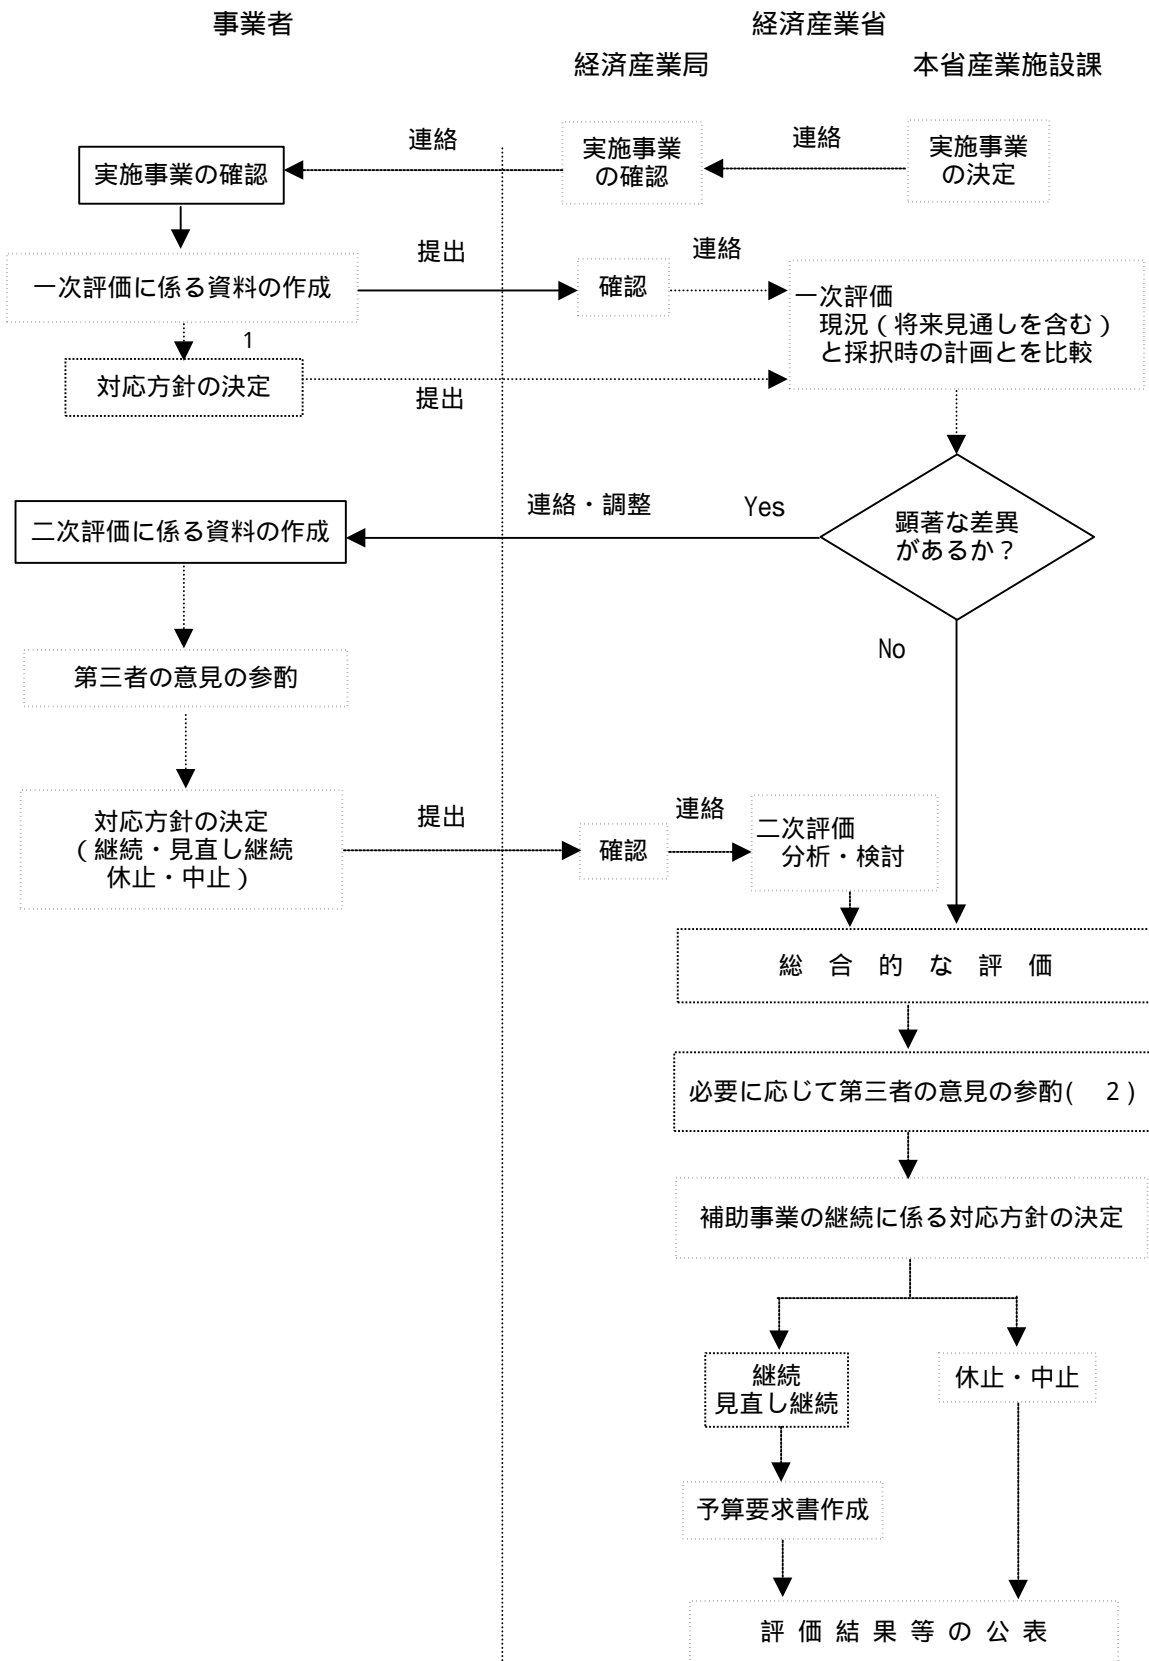 事業者
経済産業省
経済産業局
本省産業施設課
連絡
連絡
実施事業の確認
実施事業
の確認
実施事業
の決定
提出
連絡
一次評価に係る資料の作成
確認
一次評価
現況(将来見通しを含む)
と採択時の計画とを比較
1
対応方針の決定
提出
連絡・調整
Yes
二次評価に係る資料の作成
顕著な差異
があるか?
No
第三者の意見の参酌
提出
連絡
対応方針の決定
(継続・見直し継続
休止・中止)
確認
二次評価
分析・検討
総 合 的 な 評 価
必要に応じて第三者の意見の参酌( 2)
補助事業の継続に係る対応方針の決定
継続
見直し継続
休止・中止
予算要求書作成
評 価 結 果 等 の 公 表